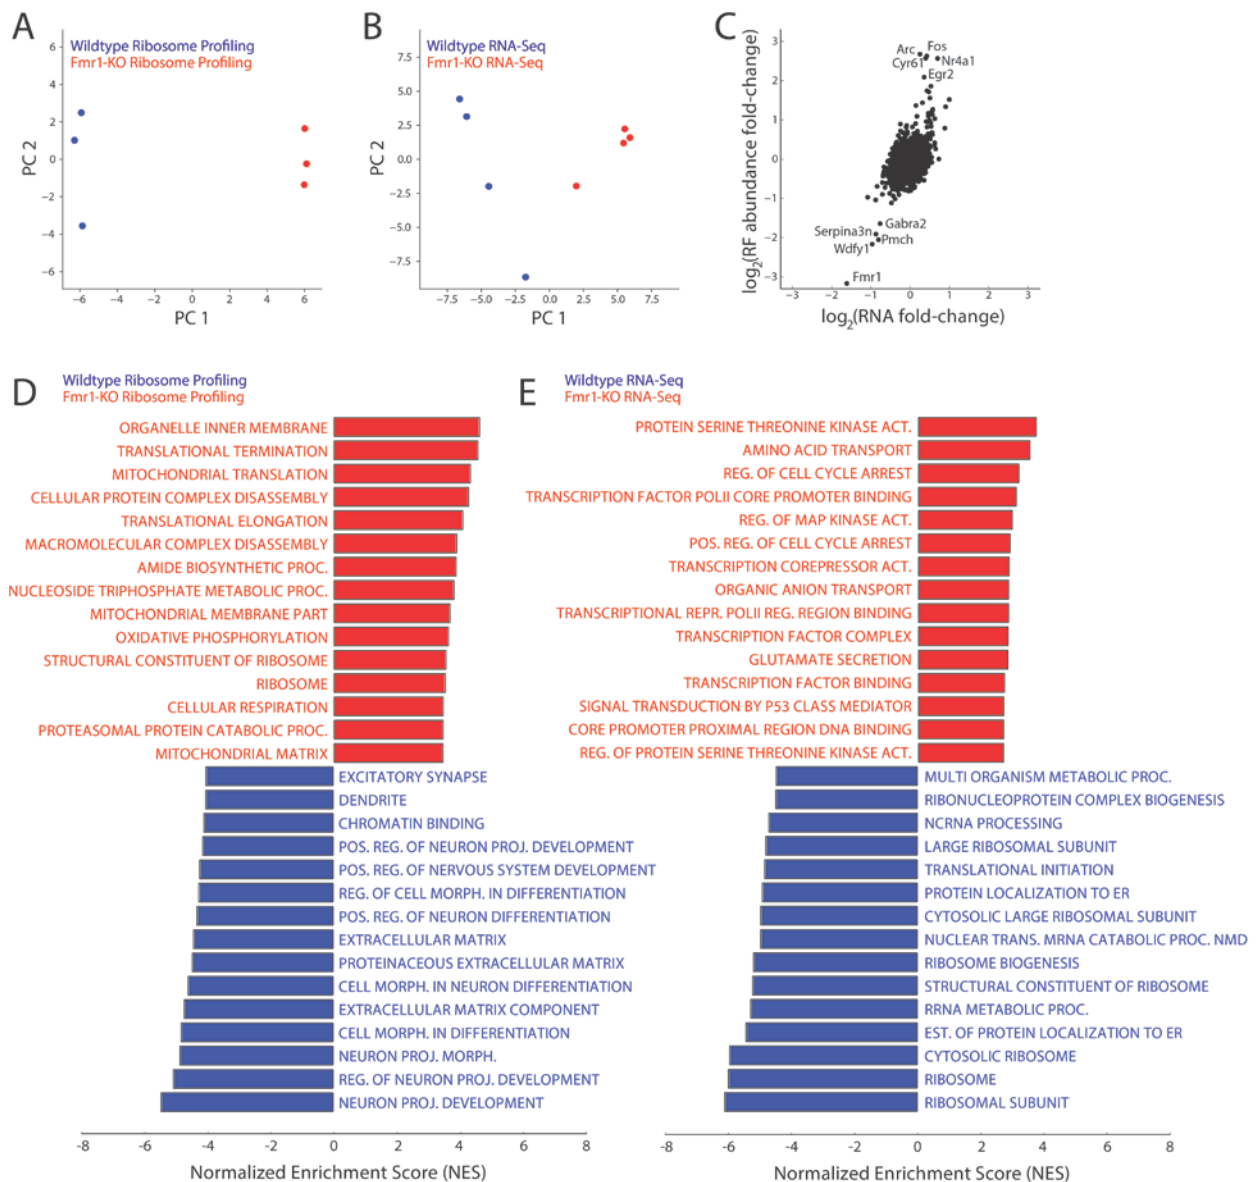 A
Wildtype Ribosome Profiling
Fmr1-KO Ribosome Profiling
6
4
2
0
-2
-4
-6
PC 2
-6
-4
-2
0
2
4
6
PC 1
B
Wildtype RNA-Seq
Fmr1-KO RNA-Seq
7.5
5.0
2.5
0.0
-2.5
-5.0
-7.5
PC 2
-7.5
-5.0
-2.5
0.0
2.5
5.0
7.5
PC 1
C
3
2
1
0
-1
-2
-3
log2(RF abundance fold-change)
Arc
Fos
Cyr61
Nr4a1
Egr2
Gabra2
Serpina3n
Pmch
Wdfy1
Fmr1
-3
-2
-1
0
1
2
3
log2(RNA fold-change)
D
Wildtype Ribosome Profiling
Fmr1-KO Ribosome Profiling
ORGANELLE INNER MEMBRANE
TRANSLATIONAL TERMINATION
MITOCHONDRIAL TRANSLATION
CELLULAR PROTEIN COMPLEX DISASSEMBLY
TRANSLATIONAL ELONGATION
MACROMOLECULAR COMPLEX DISASSEMBLY
AMIDE BIOSYNTHETIC PROC.
NUCLEOSIDE TRIPHOSPHATE METABOLIC PROC.
MITOCHONDRIAL MEMBRANE PART
OXIDATIVE PHOSPHORYLATION
STRUCTURAL CONSTITUENT OF RIBOSOME
RIBOSOME
CELLULAR RESPIRATION
PROTEASOMAL PROTEIN CATABOLIC PROC.
MITOCHONDRIAL MATRIX
EXCITATORY SYNAPSE
DENDRITE
CHROMATIN BINDING
POS. REG. OF NEURON PROJ. DEVELOPMENT
POS. REG. OF NERVOUS SYSTEM DEVELOPMENT
REG. OF CELL MORPH. IN DIFFERENTIATION
POS. REG. OF NEURON DIFFERENTIATION
EXTRACELLULAR MATRIX
PROTEINACEOUS EXTRACELLULAR MATRIX
CELL MORPH. IN NEURON DIFFERENTIATION
EXTRACELLULAR MATRIX COMPONENT
CELL MORPH. IN DIFFERENTIATION
NEURON PROJ. MORPH.
REG. OF NEURON PROJ. DEVELOPMENT
NEURON PROJ. DEVELOPMENT
-8
-6
-4
-2
0
2
4
6
8
Normalized Enrichment Score (NES)
E
Wildtype RNA-Seq
Fmr1-KO RNA-Seq
PROTEIN SERINE THREONINE KINASE ACT.
AMINO ACID TRANSPORT
REG. OF CELL CYCLE ARREST
TRANSCRIPTION FACTOR POLII CORE PROMOTER BINDING
REG. OF MAP KINASE ACT.
POS. REG. OF CELL CYCLE ARREST
TRANSCRIPTION COREPRESSOR ACT.
ORGANIC ANION TRANSPORT
TRANSCRIPTIONAL REPR. POLII REG. REGION BINDING
TRANSCRIPTION FACTOR COMPLEX
GLUTAMATE SECRETION
TRANSCRIPTION FACTOR BINDING
SIGNAL TRANSDUCTION BY P53 CLASS MEDIATOR
CORE PROMOTER PROXIMAL REGION DNA BINDING
REG. OF PROTEIN SERINE THREONINE KINASE ACT.
MULTI ORGANISM METABOLIC PROC.
RIBONUCLEOPROTEIN COMPLEX BIOGENESIS
NCRNA PROCESSING
LARGE RIBOSOMAL SUBUNIT
TRANSLATIONAL INITIATION
PROTEIN LOCALIZATION TO ER
CYTOSOLIC LARGE RIBOSOMAL SUBUNIT
NUCLEAR TRANS. MRNA CATABOLIC PROC. NMD
RIBOSOME BIOGENESIS
STRUCTURAL CONSTITUENT OF RIBOSOME
RRNA METABOLIC PROC.
EST. OF PROTEIN LOCALIZATION TO ER
CYTOSOLIC RIBOSOME
RIBOSOME
RIBOSOMAL SUBUNIT
-8
-6
-4
-2
0
2
4
6
8
Normalized Enrichment Score (NES)